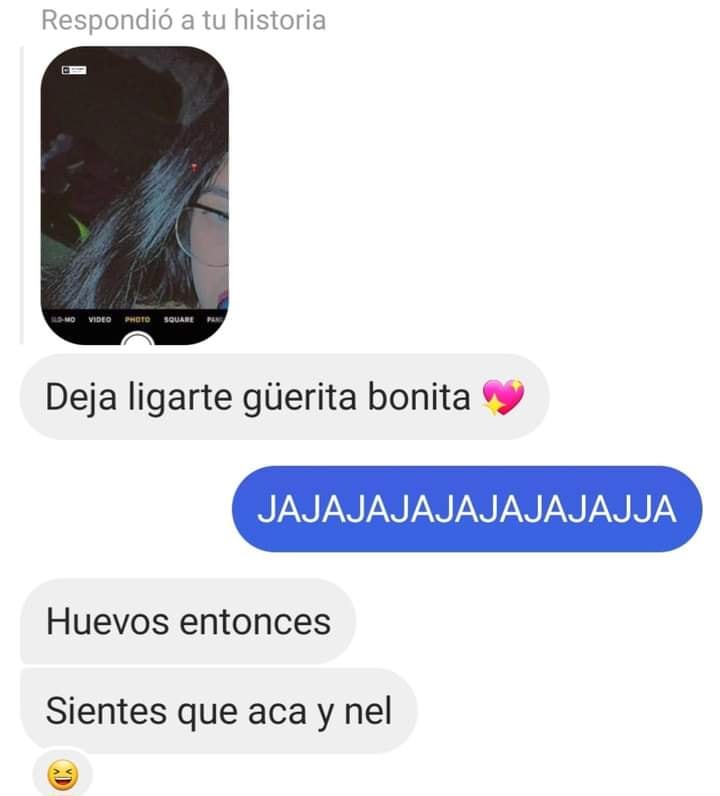 Respondió a tu historia
SLO-MO VIDEO PHOTO SQUARE
Deja ligarte güerita bonita 💖
JAJAJAJAJAJAJAJAJJA
Huevos entonces
Sientes que aca y nel
😆